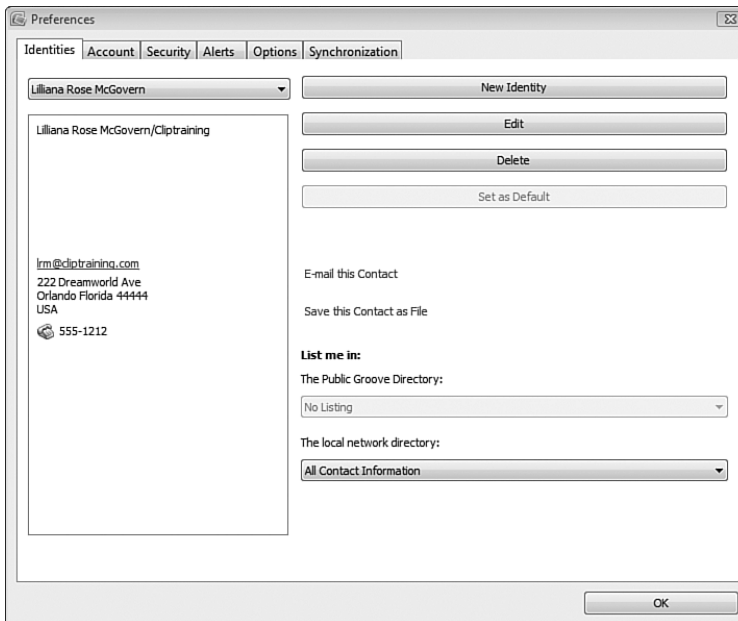 Preferences
Identities Account Security Alerts Options Synchronization
Lilliana Rose McGovern
Lilliana Rose McGovern/Cliptraining
lrm@cliptraining.com
222 Dreamworld Ave
Orlando Florida 44444
USA
555-1212
New Identity
Edit
Delete
Set as Default
E-mail this Contact
Save this Contact as File
List me in:
The Public Groove Directory:
No Listing
The local network directory:
All Contact Information
OK